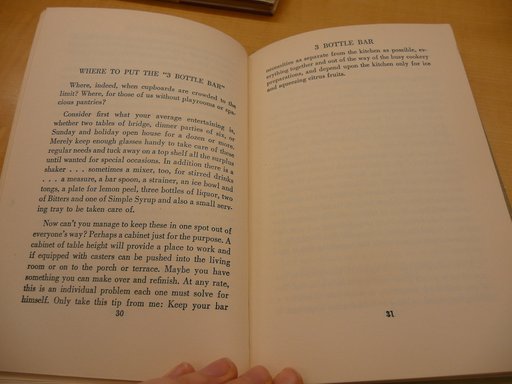 WHERE TO PUT THE "3 BOTTLE BAR"
Where, indeed, when cupboards are crowded to the
limit? Where, for those of us without playrooms or spa-
cious pantries?
Consider first what your average entertaining is,
whether two tables of bridge, dinner parties of six, or
Sunday and holiday open house for a dozen or more.
Merely keep enough glasses handy to take care of these
regular needs and tuck away on a top shelf all the surplus
until wanted for special occasions. In addition there is a
shaker . . . sometimes a mixer, too, for stirred drinks
. . . . a measure, a bar spoon, a strainer, an ice bowl and
tongs, a plate for lemon peel, three bottles of liquor, two
of Bitters and one of Simple Syrup and also a small serv-
ing tray to be taken care of.
Now can't you manage to keep these in one spot out of
everyone's way? Perhaps a cabinet just for the purpose. A
cabinet of table height will provide a place to work and
if equipped with casters can be pushed into the living
room or on to the porch or terrace. Maybe you have
something you can make over and refinish. At any rate,
this is an individual problem each one must solve for
himself. Only take this tip from me: Keep your bar
30
3 BOTTLE BAR
necessities as separate from the kitchen as possible, ev-
erything together and out of the way of the busy cookery
preparations, and depend upon the kitchen only for ice
and squeezing citrus fruits.
31